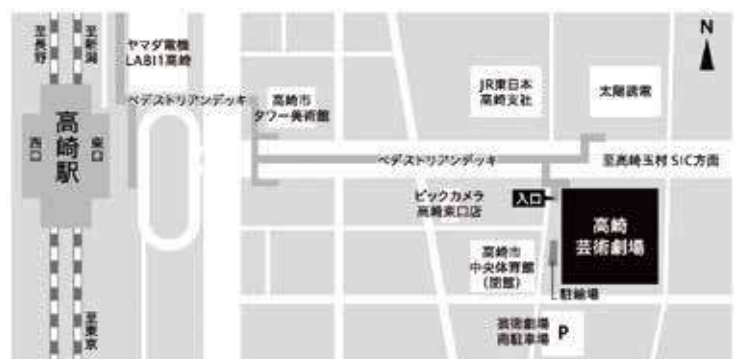 至長野
至新潟
ヤマダ電機
LABI1高崎
N
ペデストリアンデッキ
高崎市
タワー美術館
JR東日本
高崎支社
太陽誘電
高崎駅
西口
東口
ペデストリアンデッキ
至高崎玉村 SIC方面
ビックカメラ
高崎東口店
入口
高崎
芸術劇場
高崎市
中央体育館
(閉館)
駐輪場
至東京
芸術劇場
南駐車場
P